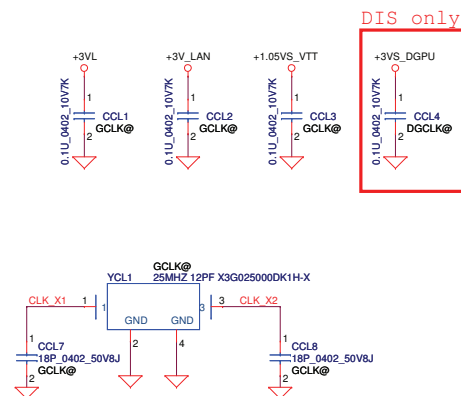 DIS only
+3VL
+3V_LAN
+1.05VS_VTT
+3VS_DGPU
0.1U_0402_10V7K
1
CCL1
GCLK@
2
0.1U_0402_10V7K
1
CCL2
GCLK@
2
0.1U_0402_10V7K
1
CCL3
GCLK@
2
0.1U_0402_10V7K
1
CCL4
DGCLK@
2
GCLK@
YCL1
25MHZ 12PF X3G025000DK1H-X
CLK_X1
1
1
3
3
CLK_X2
GND
GND
2
4
1
CCL7
18P_0402_50V8J
GCLK@
2
1
CCL8
18P_0402_50V8J
GCLK@
2